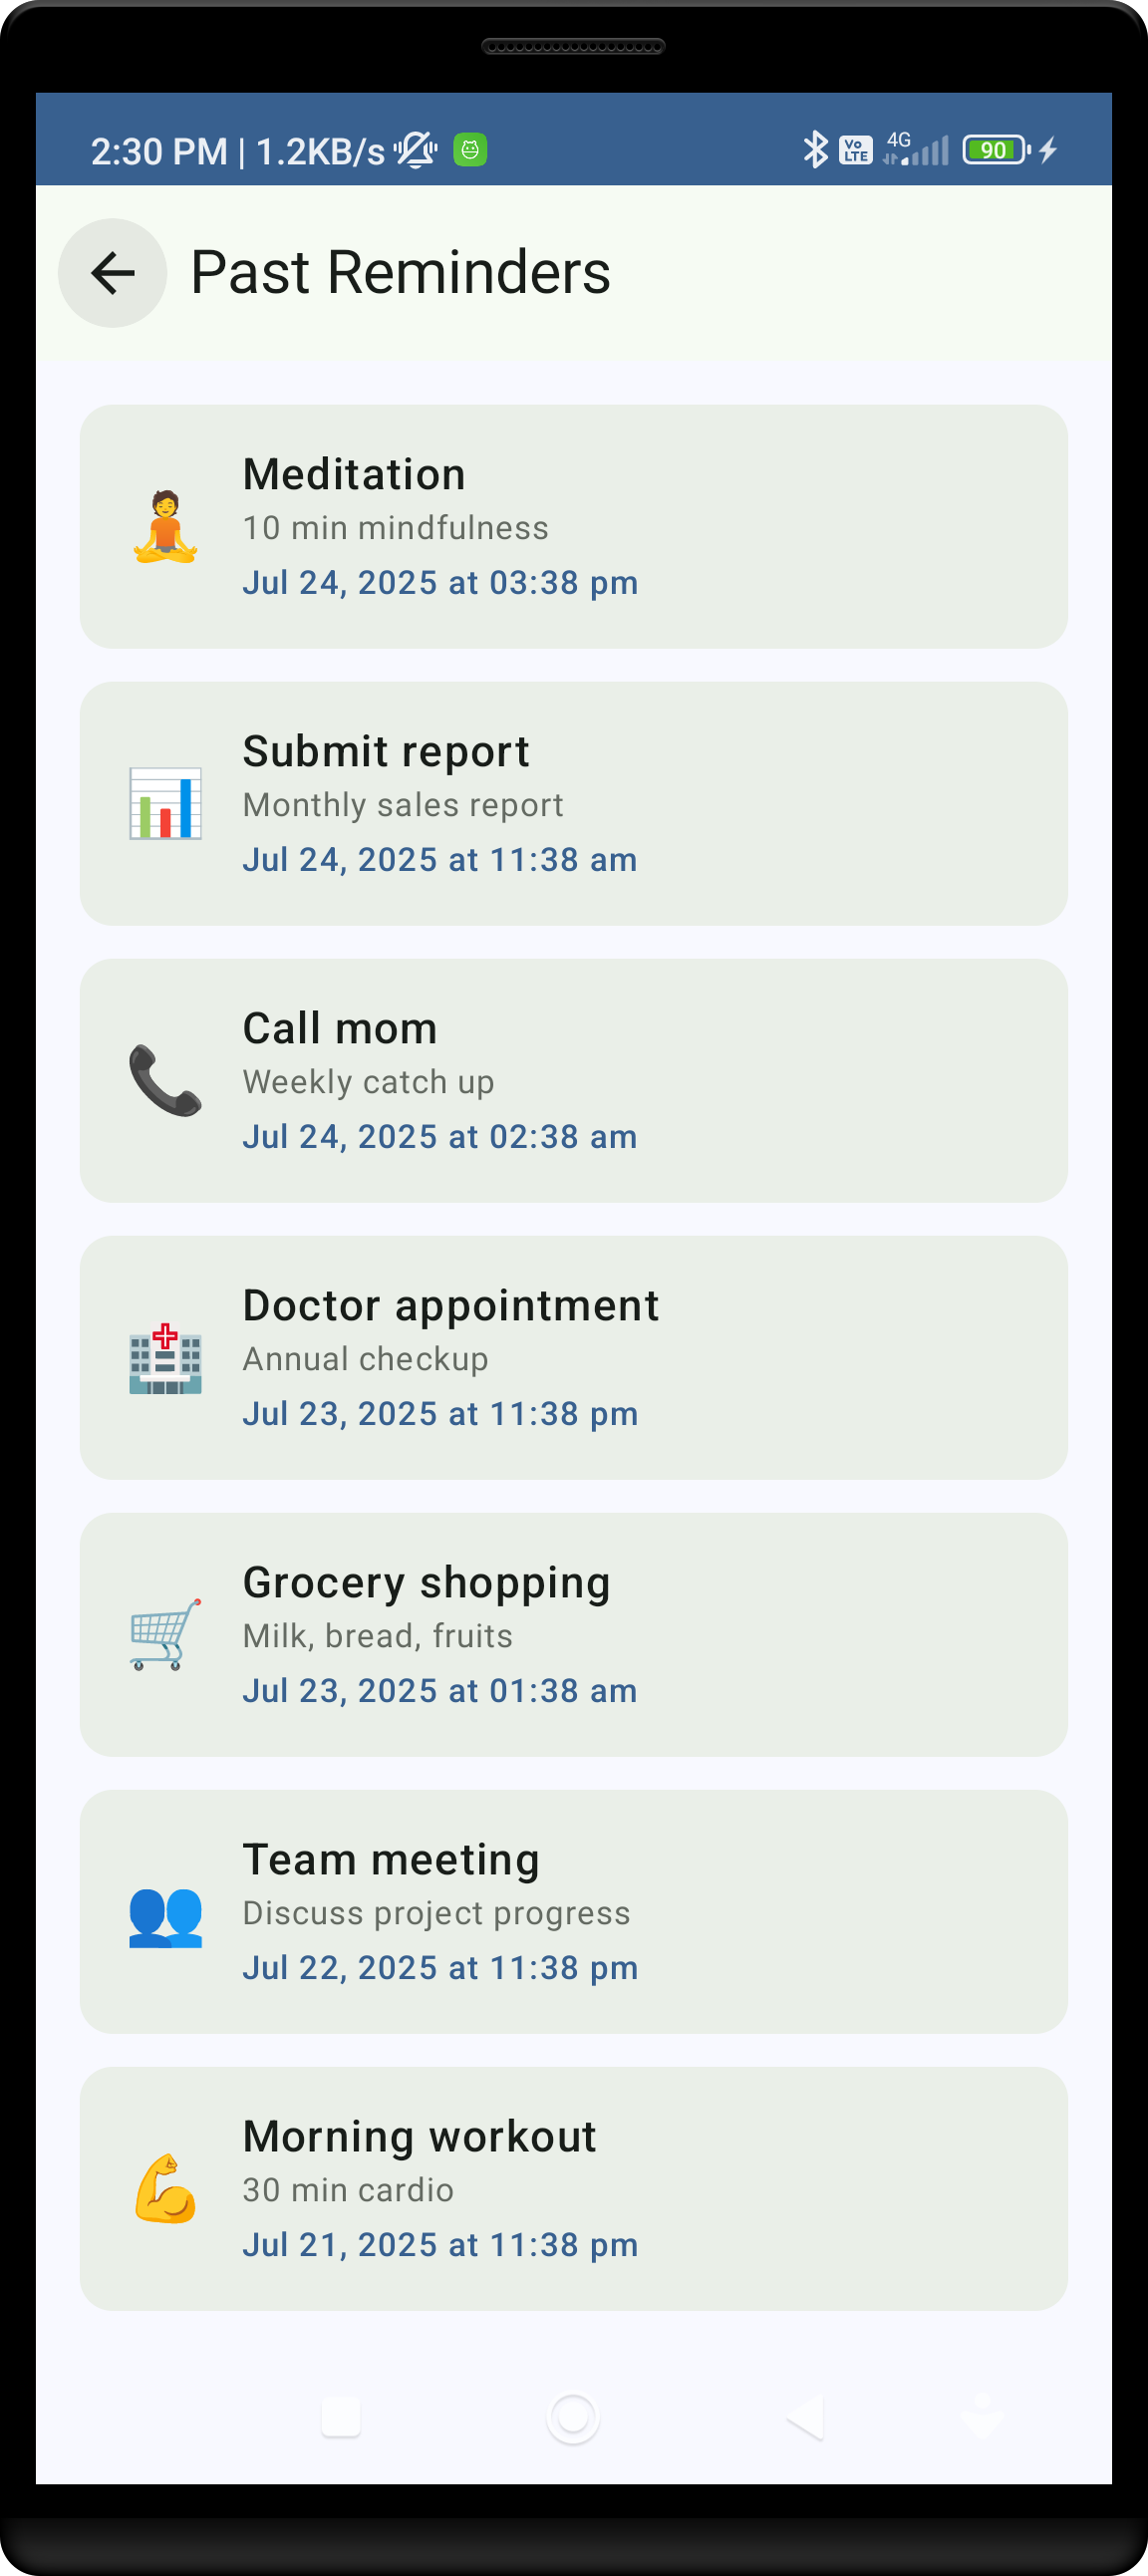 2:30 PM | 1.2KB/s Vo LTE 4G 90
Past Reminders
Meditation
10 min mindfulness
Jul 24, 2025 at 03:38 pm
Submit report
Monthly sales report
Jul 24, 2025 at 11:38 am
Call mom
Weekly catch up
Jul 24, 2025 at 02:38 am
Doctor appointment
Annual checkup
Jul 23, 2025 at 11:38 pm
Grocery shopping
Milk, bread, fruits
Jul 23, 2025 at 01:38 am
Team meeting
Discuss project progress
Jul 22, 2025 at 11:38 pm
Morning workout
30 min cardio
Jul 21, 2025 at 11:38 pm